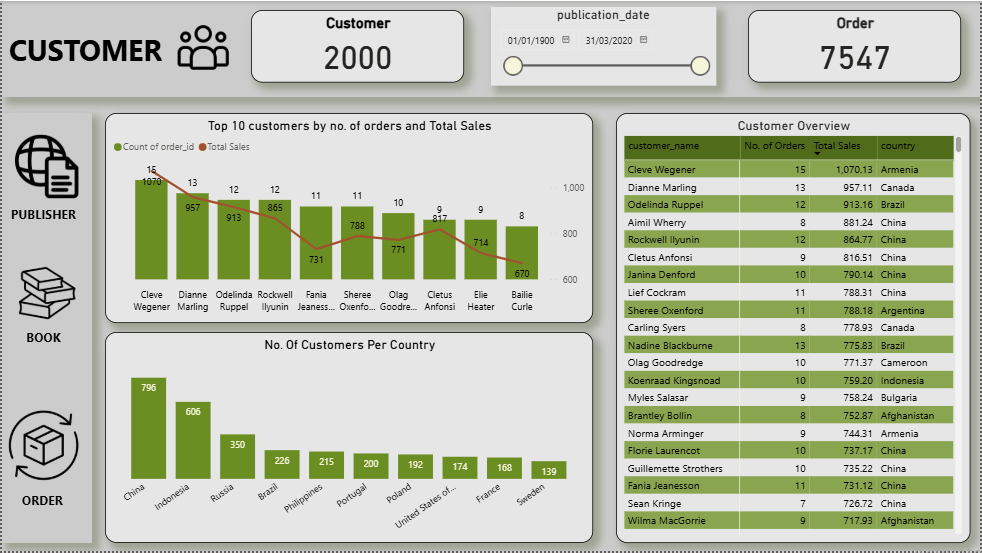 CUSTOMER
Customer
2000
publication_date
01/01/1900 31/03/2020
Order
7547
PUBLISHER
BOOK
ORDER
Top 10 customers by no. of orders and Total Sales
Count of order_id Total Sales
15 13 12 12 11 11 10 9 9 8
1070 957 913 865 731 788 771 817 714 670
1,000
800
600
Cleve Wegener
Dianne Marling
Odelinda Ruppel
Rockwell Ilyunin
Fania Jeaness...
Sheree Oxenfo...
Olag Goodre...
Cletus Anfonsi
Elie Heater
Bailie Curle
No. Of Customers Per Country
796 606 350 226 215 200 192 174 168 139
China Indonesia Russia Brazil Philippines Portugal Poland United States of... France Sweden
Customer Overview
customer_name No. of Orders Total Sales country
Cleve Wegener 15 1,070.13 Armenia
Dianne Marling 13 957.11 Canada
Odelinda Ruppel 12 913.16 Brazil
Aimil Wherry 8 881.24 China
Rockwell Ilyunin 12 864.77 China
Cletus Anfonsi 9 816.51 China
Janina Denford 10 790.14 China
Lief Cockram 11 788.31 China
Sheree Oxenford 11 788.18 Argentina
Carling Syers 8 778.93 Canada
Nadine Blackburne 13 775.83 Brazil
Olag Goodredge 10 771.37 Cameroon
Koenraad Kingsnoad 10 759.20 Indonesia
Myles Salasar 9 758.24 Bulgaria
Brantley Bollin 8 752.87 Afghanistan
Norma Arminger 9 744.31 Armenia
Florie Laurencot 10 737.17 China
Guillemette Strothers 10 735.22 China
Fania Jeanesson 11 731.12 China
Sean Kringe 7 726.72 China
Wilma MacGorrie 9 717.93 Afghanistan